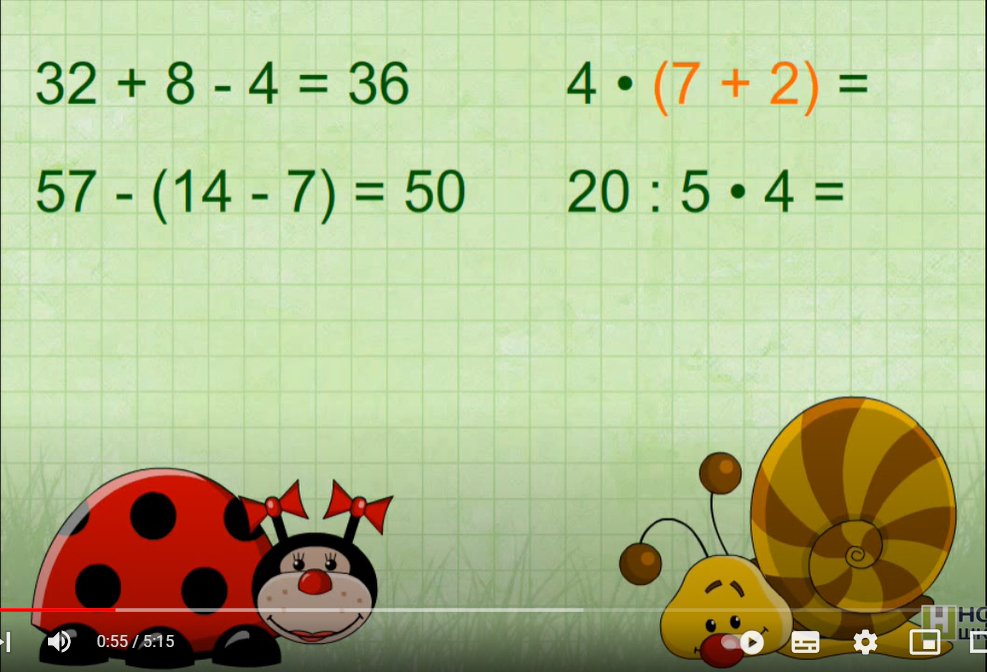 32 + 8 - 4 = 36
57 - (14 - 7) = 50
4 • (7 + 2) =
20 : 5 • 4 =
0:55 / 5:15